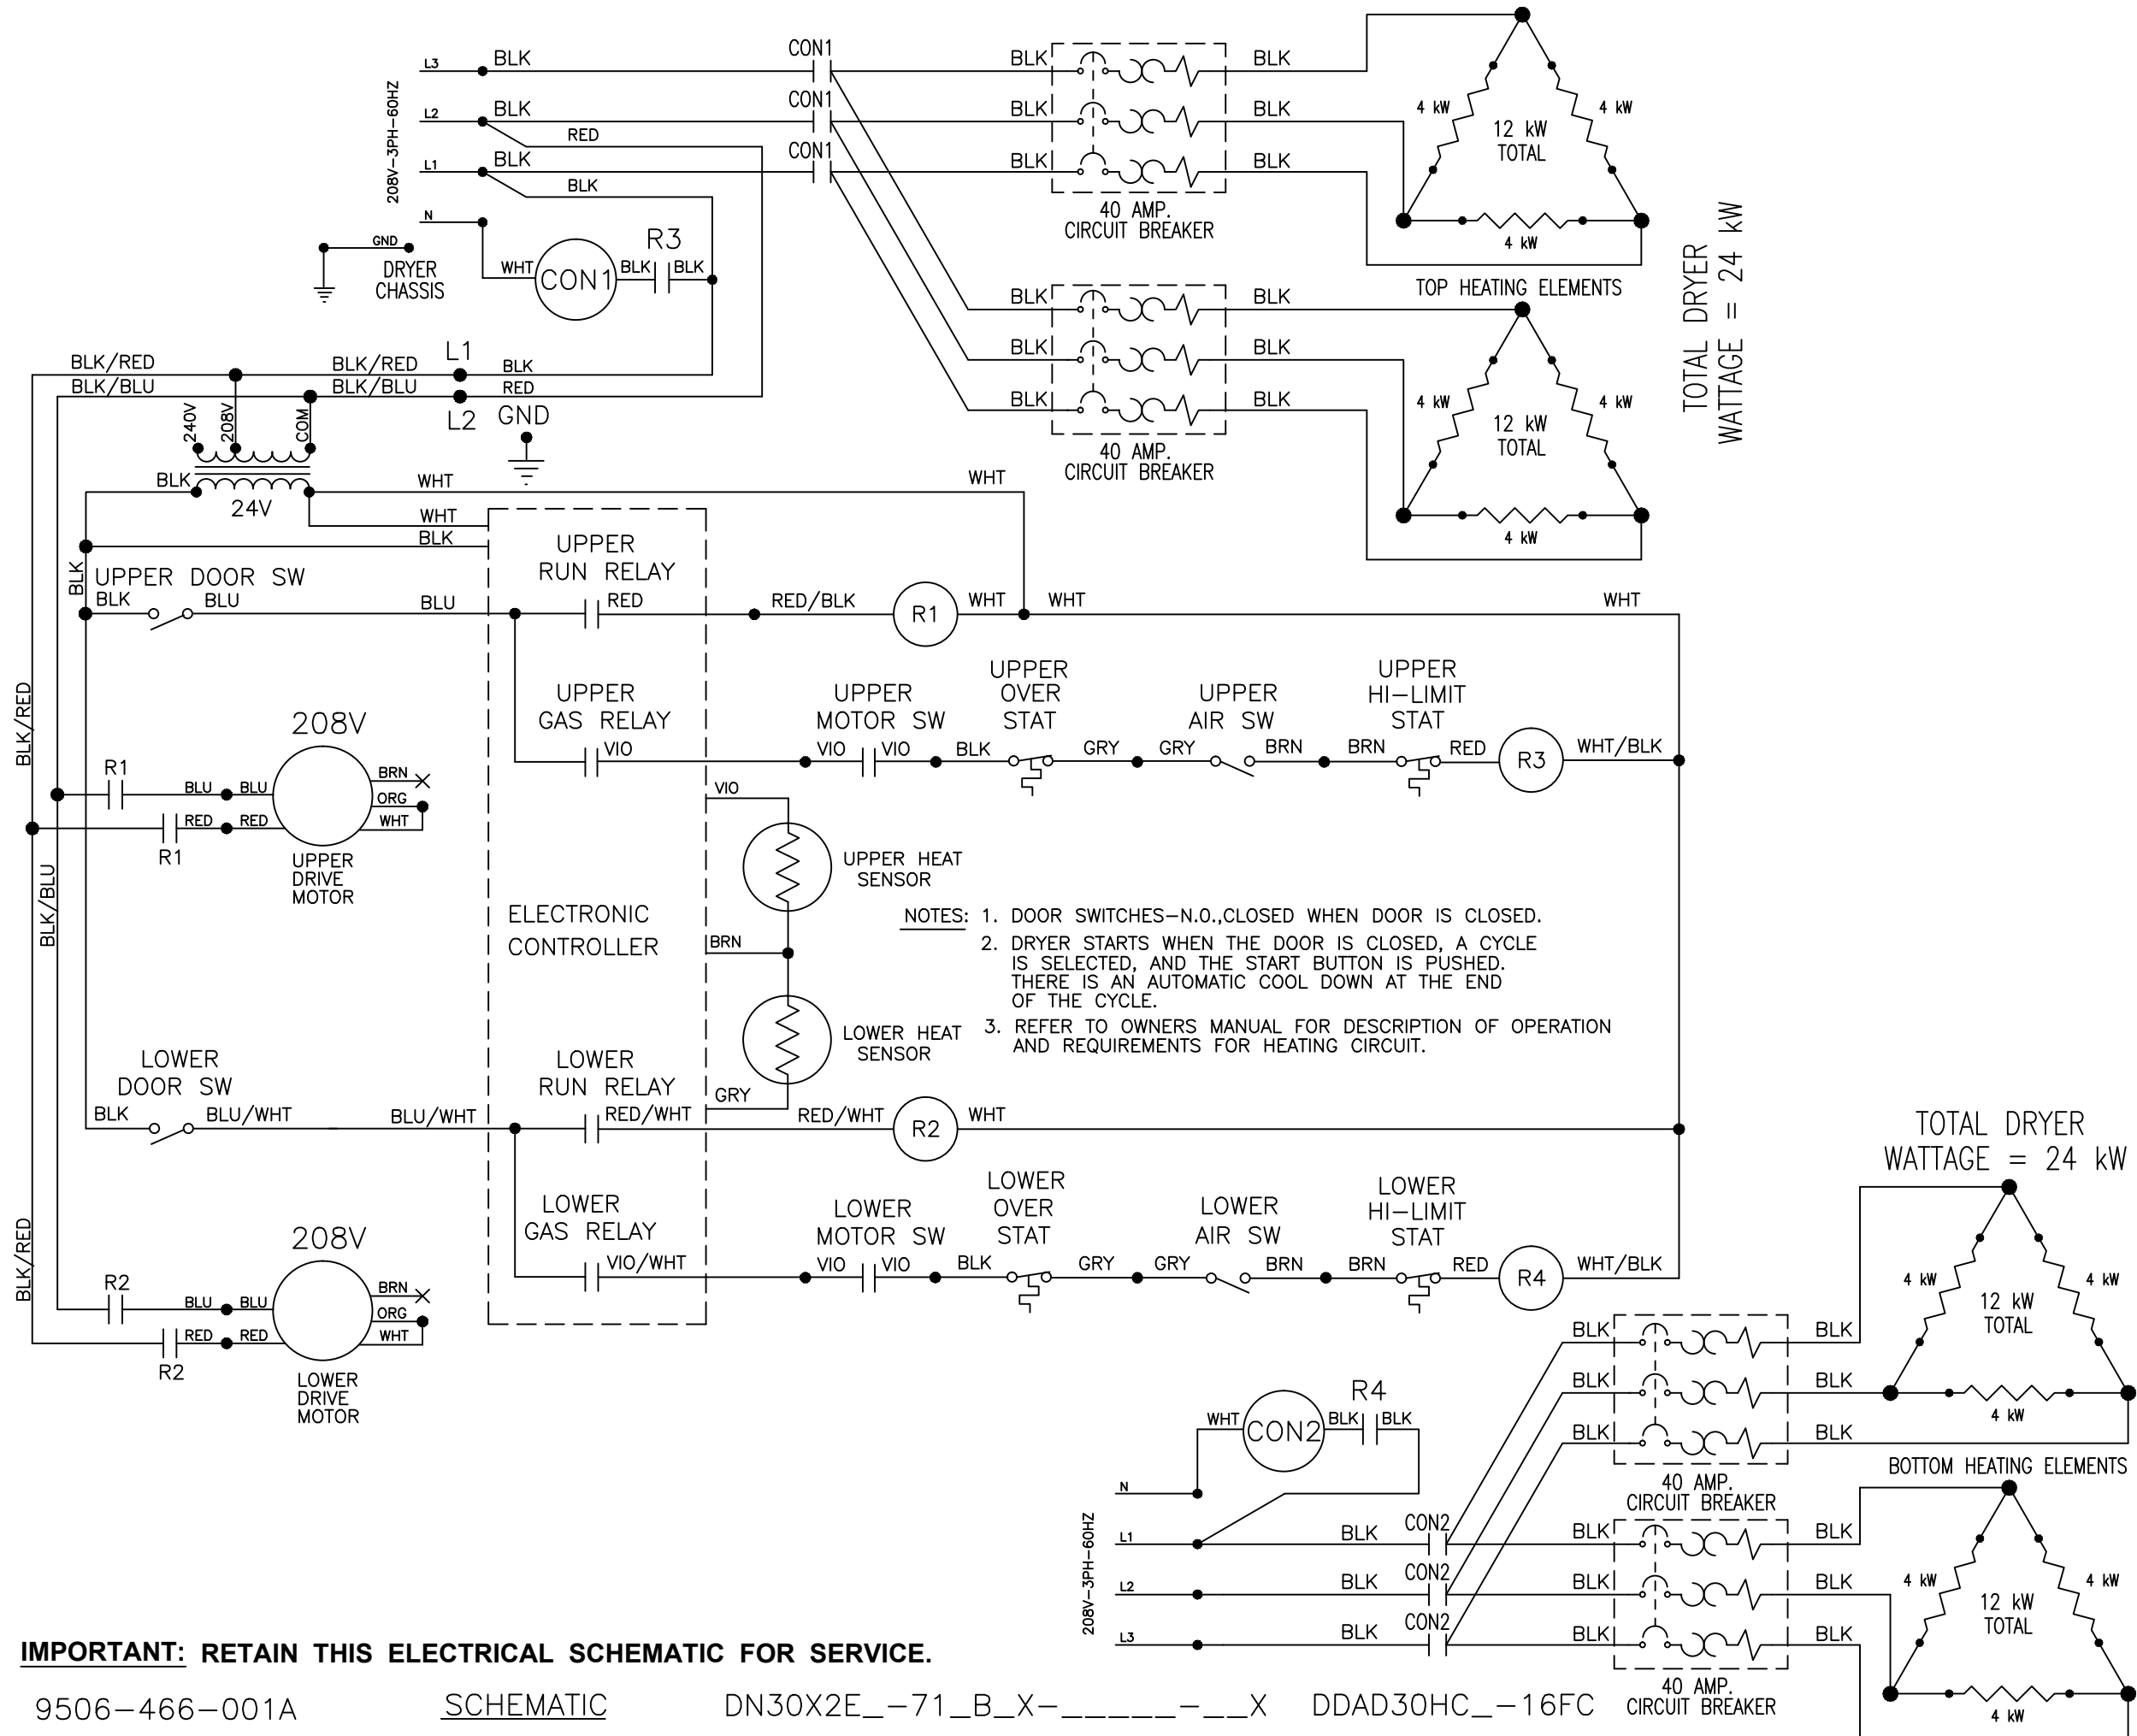 L3
BLK
CON1
BLK
BLK
L2
BLK
CON1
BLK
BLK
RED
L1
BLK
CON1
BLK
BLK
BLK
208V-3PH-60HZ
N
GND
DRYER
CHASSIS
WHT
CON1
BLK
R3
BLK
40 AMP.
CIRCUIT BREAKER
4 kW
4 kW
12 kW
TOTAL
4 kW
TOP HEATING ELEMENTS
TOTAL DRYER
WATTAGE = 24 kW
BLK
BLK
BLK
BLK
BLK
BLK
40 AMP.
CIRCUIT BREAKER
4 kW
4 kW
12 kW
TOTAL
4 kW
BLK/RED
BLK/RED
L1
BLK
BLK/BLU
BLK/BLU
RED
L2
GND
240V
208V
COM
BLK
24V
WHT
WHT
WHT
BLK
BLK
UPPER DOOR SW
BLK
BLU
BLU
UPPER
RUN RELAY
RED
RED/BLK
R1
WHT
WHT
WHT
UPPER
GAS RELAY
VIO
UPPER
MOTOR SW
VIO
VIO
UPPER
OVER
STAT
BLK
GRY
UPPER
AIR SW
GRY
BRN
UPPER
HI-LIMIT
STAT
BRN
RED
R3
WHT/BLK
BLK/RED
BLK/BLU
208V
R1
BLU
BLU
BRN
ORG
RED
RED
WHT
R1
UPPER
DRIVE
MOTOR
VIO
UPPER HEAT
SENSOR
ELECTRONIC
CONTROLLER
BRN
LOWER HEAT
SENSOR
GRY
NOTES: 1. DOOR SWITCHES-N.O.,CLOSED WHEN DOOR IS CLOSED.
2. DRYER STARTS WHEN THE DOOR IS CLOSED, A CYCLE
IS SELECTED, AND THE START BUTTON IS PUSHED.
THERE IS AN AUTOMATIC COOL DOWN AT THE END
OF THE CYCLE.
3. REFER TO OWNERS MANUAL FOR DESCRIPTION OF OPERATION
AND REQUIREMENTS FOR HEATING CIRCUIT.
LOWER
DOOR SW
BLK
BLU/WHT
BLU/WHT
LOWER
RUN RELAY
RED/WHT
RED/WHT
R2
WHT
LOWER
GAS RELAY
VIO/WHT
LOWER
MOTOR SW
VIO
VIO
LOWER
OVER
STAT
BLK
GRY
LOWER
AIR SW
GRY
BRN
LOWER
HI-LIMIT
STAT
BRN
RED
R4
WHT/BLK
BLK/RED
208V
R2
BLU
BLU
BRN
ORG
RED
RED
WHT
R2
LOWER
DRIVE
MOTOR
TOTAL DRYER
WATTAGE = 24 kW
BLK
BLK
BLK
BLK
BLK
BLK
4 kW
4 kW
12 kW
TOTAL
4 kW
40 AMP.
CIRCUIT BREAKER
BOTTOM HEATING ELEMENTS
WHT
CON2
BLK
R4
BLK
N
208V-3PH-60HZ
L1
BLK
CON2
BLK
BLK
L2
BLK
CON2
BLK
BLK
L3
BLK
CON2
BLK
BLK
40 AMP.
CIRCUIT BREAKER
4 kW
4 kW
12 kW
TOTAL
4 kW
IMPORTANT: RETAIN THIS ELECTRICAL SCHEMATIC FOR SERVICE.
9506-466-001A
SCHEMATIC
DN30X2E_-71_B_X-_____-__X
DDAD30HC_-16FC